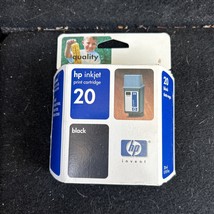 quality
hp inkjet
print cartridge
20
black
hp
invent
20